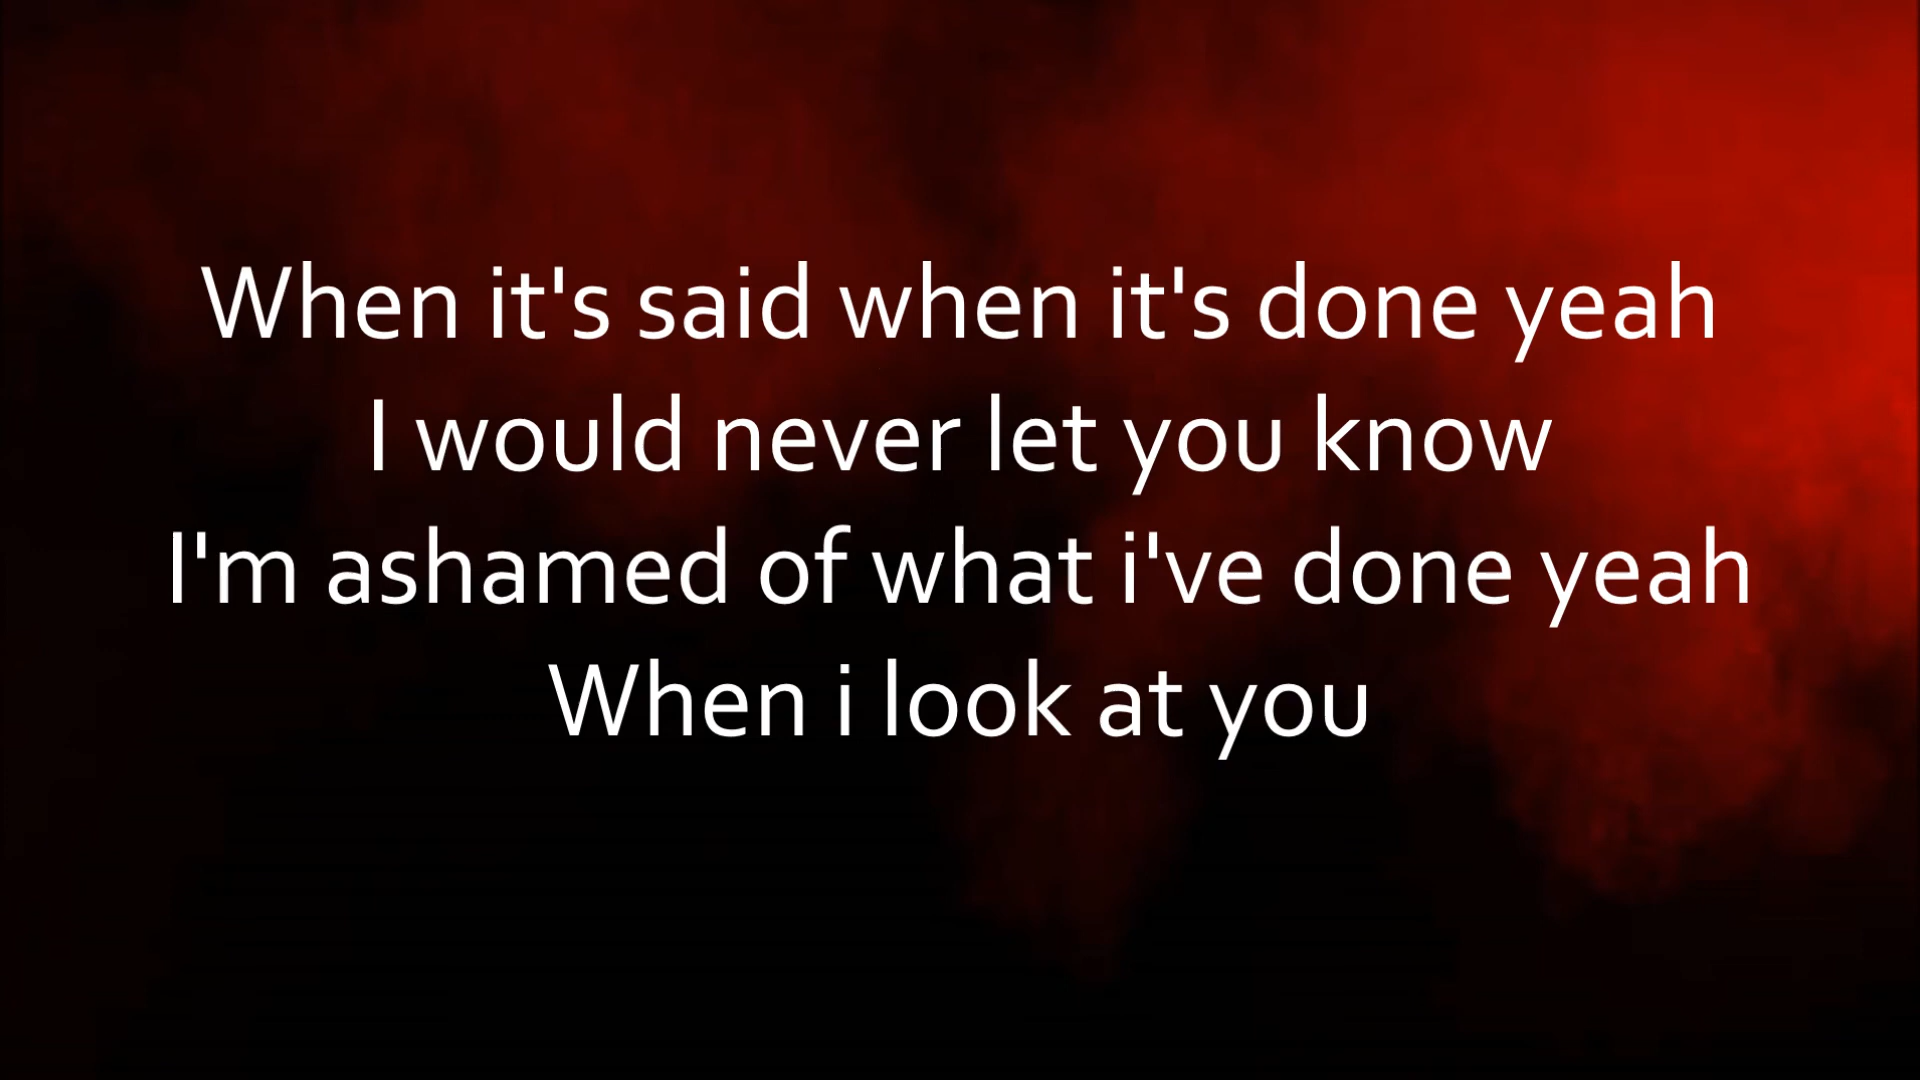 When it's said when it's done yeah
I would never let you know
I'm ashamed of what i've done yeah
When i look at you